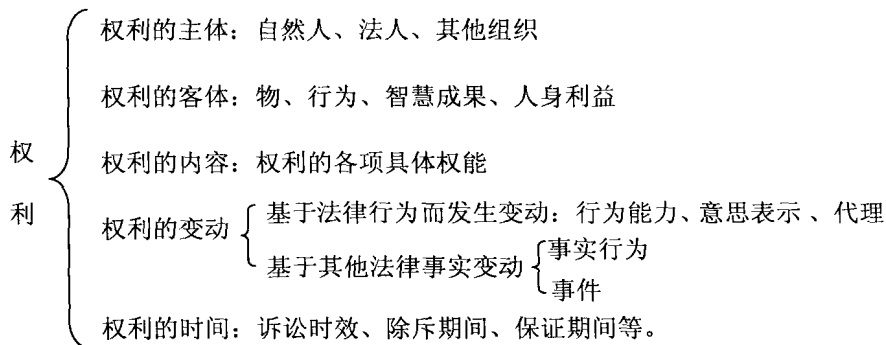 权利的主体：自然人、法人、其他组织
权利的客体：物、行为、智慧成果、人身利益
权利
权利的内容：权利的各项具体权能
权利的变动
基于法律行为而发生变动：行为能力、意思表示、代理
基于其他法律事实变动
事实行为
事件
权利的时间：诉讼时效、除斥期间、保证期间等。